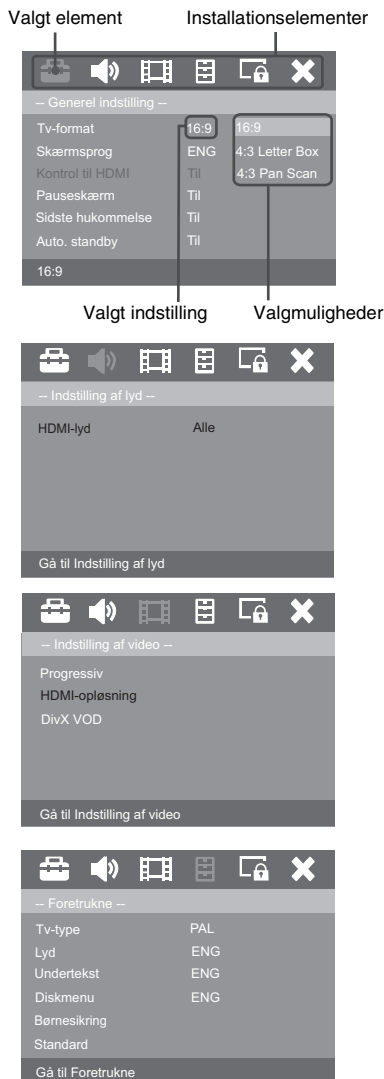 Valgt element
Installationselementer
-- Generel indstilling --
Tv-format 16:9 16:9
Skærmsprog ENG 4:3 Letter Box
Kontrol til HDMI Til 4:3 Pan Scan
Pauseskærm Til
Sidste hukommelse Til
Auto. standby Til
16:9
Valgt indstilling
Valgmuligheder
-- Indstilling af lyd --
HDMI-lyd Alle
Gå til Indstilling af lyd
-- Indstilling af video --
Progressiv
HDMI-opløsning
DivX VOD
Gå til Indstilling af video
-- Foretrukne --
Tv-type PAL
Lyd ENG
Undertekst ENG
Diskmenu ENG
Børnesikring
Standard
Gå til Foretrukne